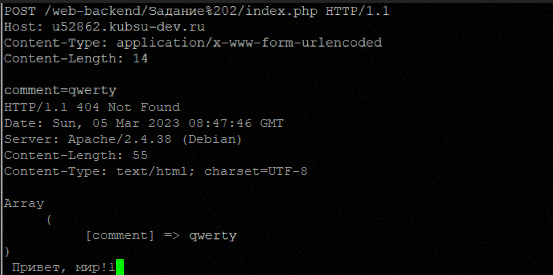 POST /web-backend/Задание%202/index.php HTTP/1.1
Host: u52862.kubsu-dev.ru
Content-Type: application/x-www-form-urlencoded
Content-Length: 14

comment=qwerty
HTTP/1.1 404 Not Found
Date: Sun, 05 Mar 2023 08:47:46 GMT
Server: Apache/2.4.38 (Debian)
Content-Length: 55
Content-Type: text/html; charset=UTF-8

Array
(
[comment] => qwerty
)
Привет, мир!1